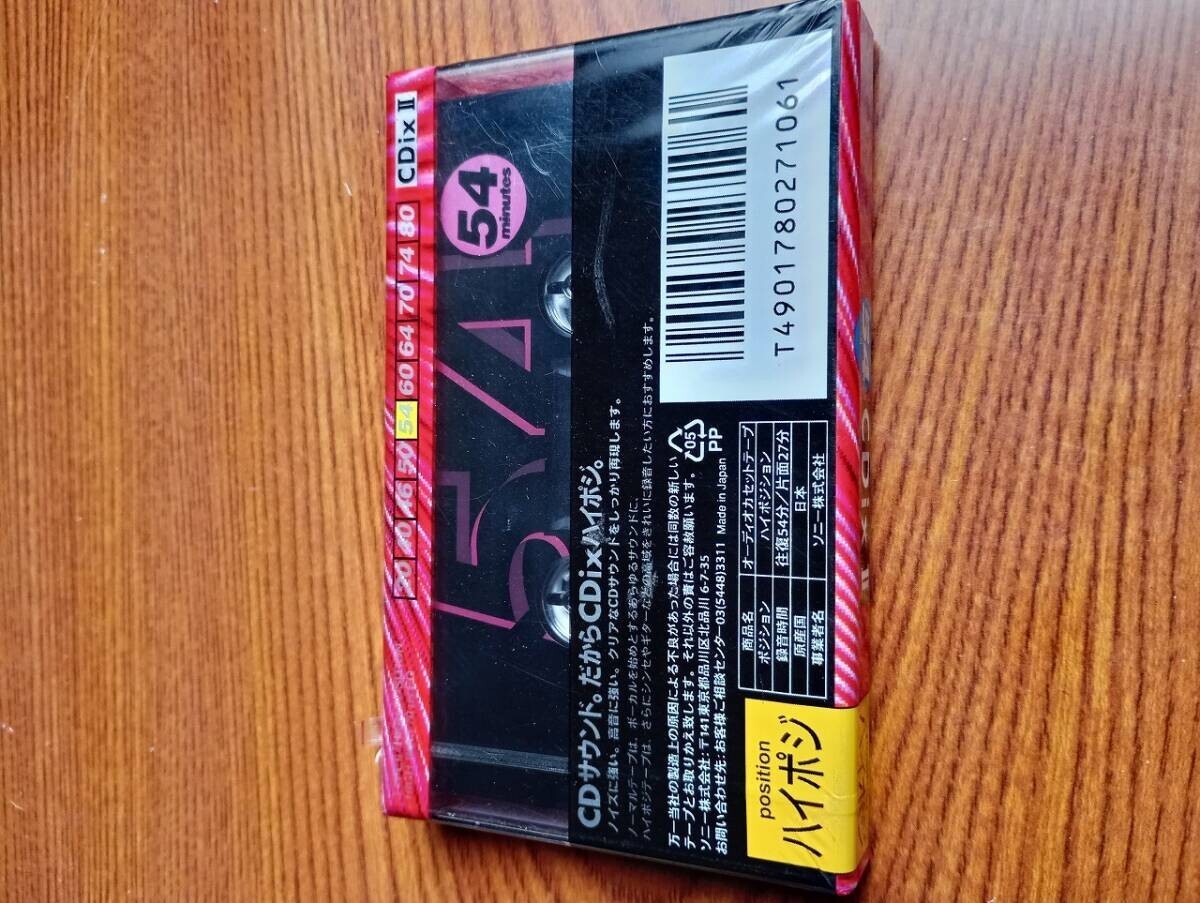 20 40 46 50 54 60 64 70 74 80 CDix II
54
minutes
54
CDサウンド。だからCDixハイポジ。
ノイズに強い。高音に強い。クリアなCDサウンドをしっかり再現します。
ノーマルテープは、ボーカルを始めとするあらゆるサウンドに、
ハイポジテープは、さらにシンセやギターなどの高域をきれいに録音したい方におすすめします。
万一当社の製造上の原因による不良があった場合には同数の新しい
テープとお取りかえ致します。それ以外の責はご容赦願います。
ソニー株式会社:〒141東京都品川区北品川 6-7-35
お問い合わせ先:お客様ご相談センター03(5448)3311 Made in Japan
05
PP
商品名 オーディオカセットテープ
ポジション ハイポジション
録音時間 往復54分/片面27分
原産国 日本
事業者名 ソニー株式会社
T4901780271061
position
ハイポジ